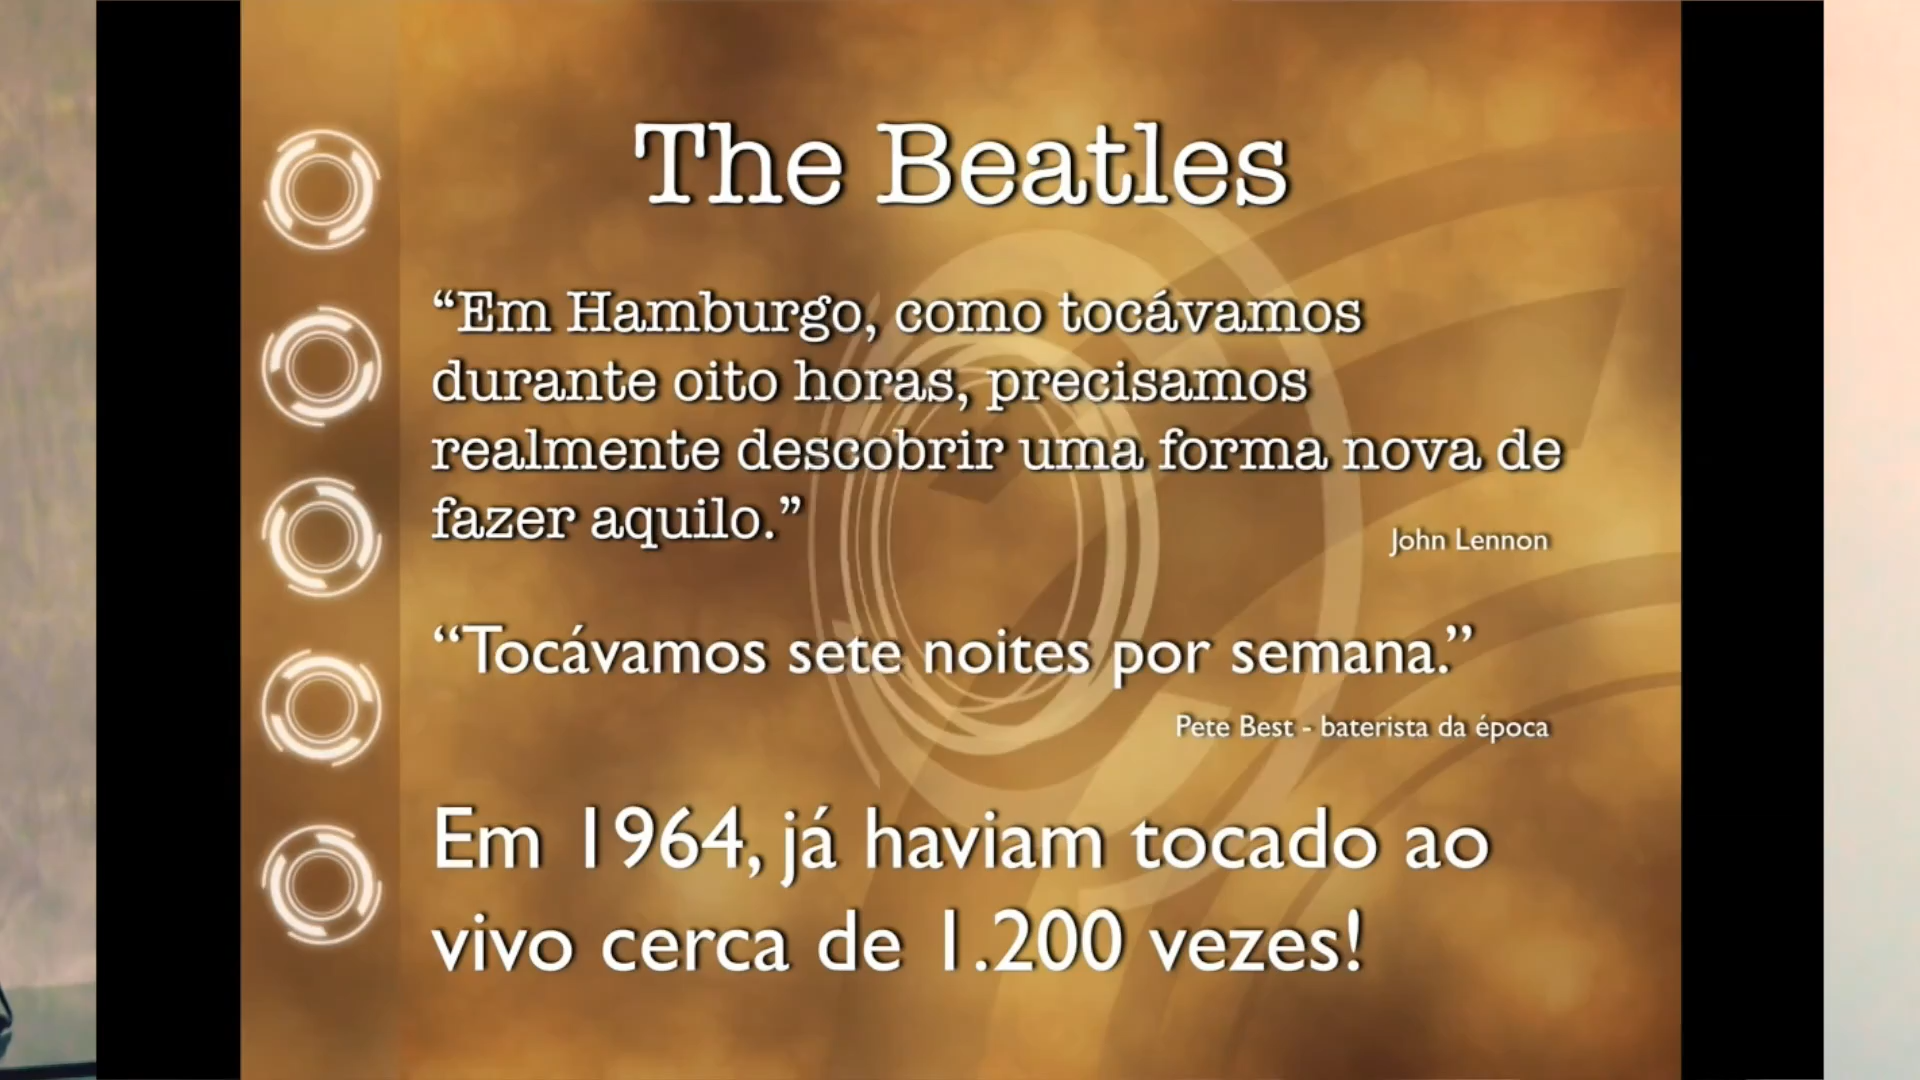 The Beatles
“Em Hamburgo, como tocávamos
durante oito horas, precisamos
realmente descobrir uma forma nova de
fazer aquilo.”
John Lennon
“Tocávamos sete noites por semana.”
Pete Best - baterista da época
Em 1964, já haviam tocado ao
vivo cerca de 1.200 vezes!